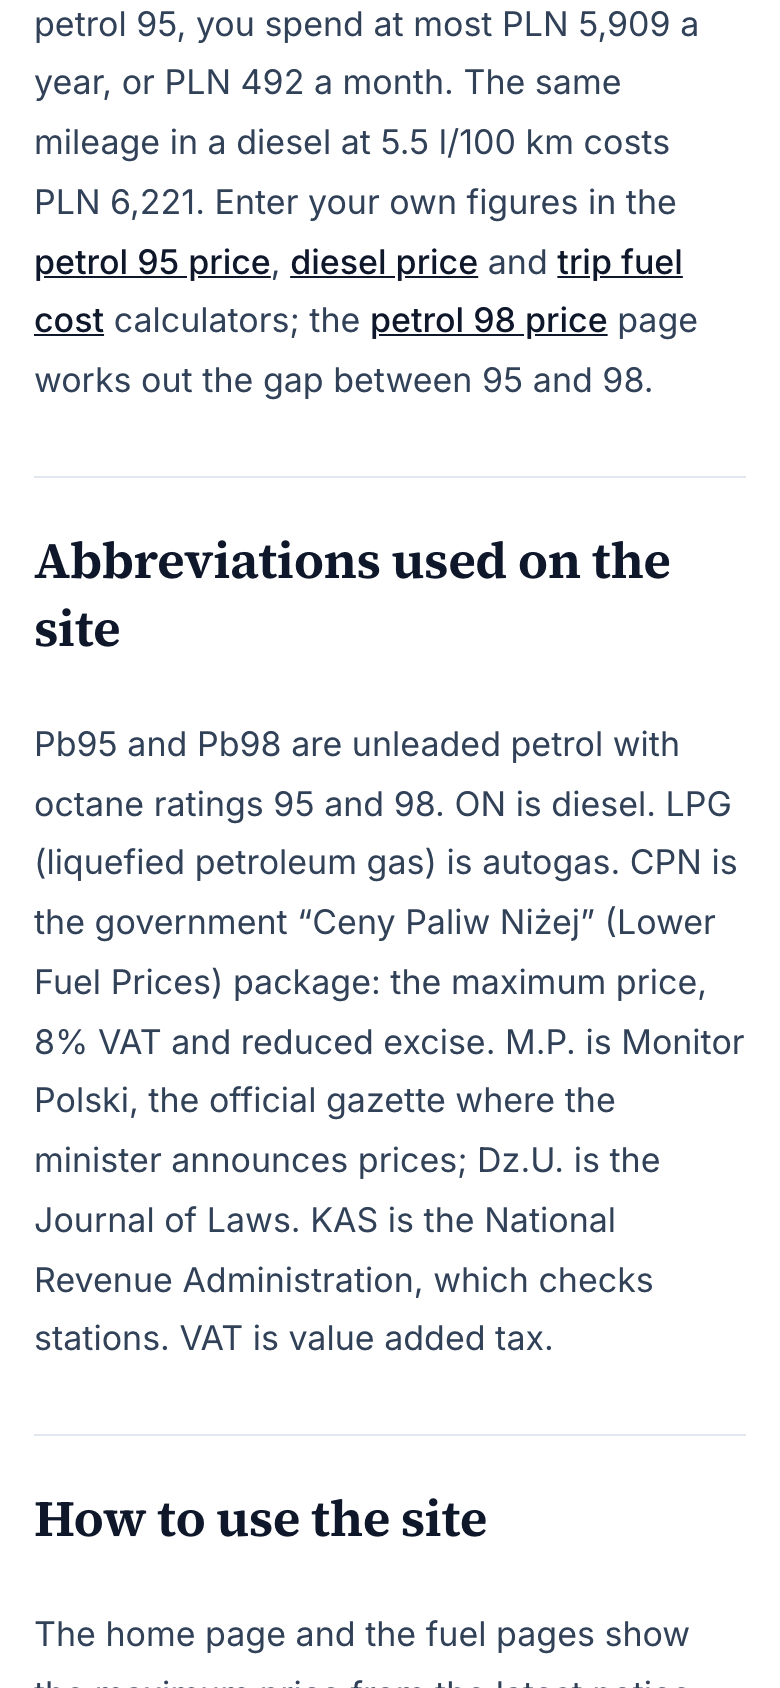 petrol 95, you spend at most PLN 5,909 a
year, or PLN 492 a month. The same
mileage in a diesel at 5.5 l/100 km costs
PLN 6,221. Enter your own figures in the
petrol 95 price, diesel price and trip fuel
cost calculators; the petrol 98 price page
works out the gap between 95 and 98.
Abbreviations used on the
site
Pb95 and Pb98 are unleaded petrol with
octane ratings 95 and 98. ON is diesel. LPG
(liquefied petroleum gas) is autogas. CPN is
the government “Ceny Paliw Niżej” (Lower
Fuel Prices) package: the maximum price,
8% VAT and reduced excise. M.P. is Monitor
Polski, the official gazette where the
minister announces prices; Dz.U. is the
Journal of Laws. KAS is the National
Revenue Administration, which checks
stations. VAT is value added tax.
How to use the site
The home page and the fuel pages show
the maximum price from the latest notice